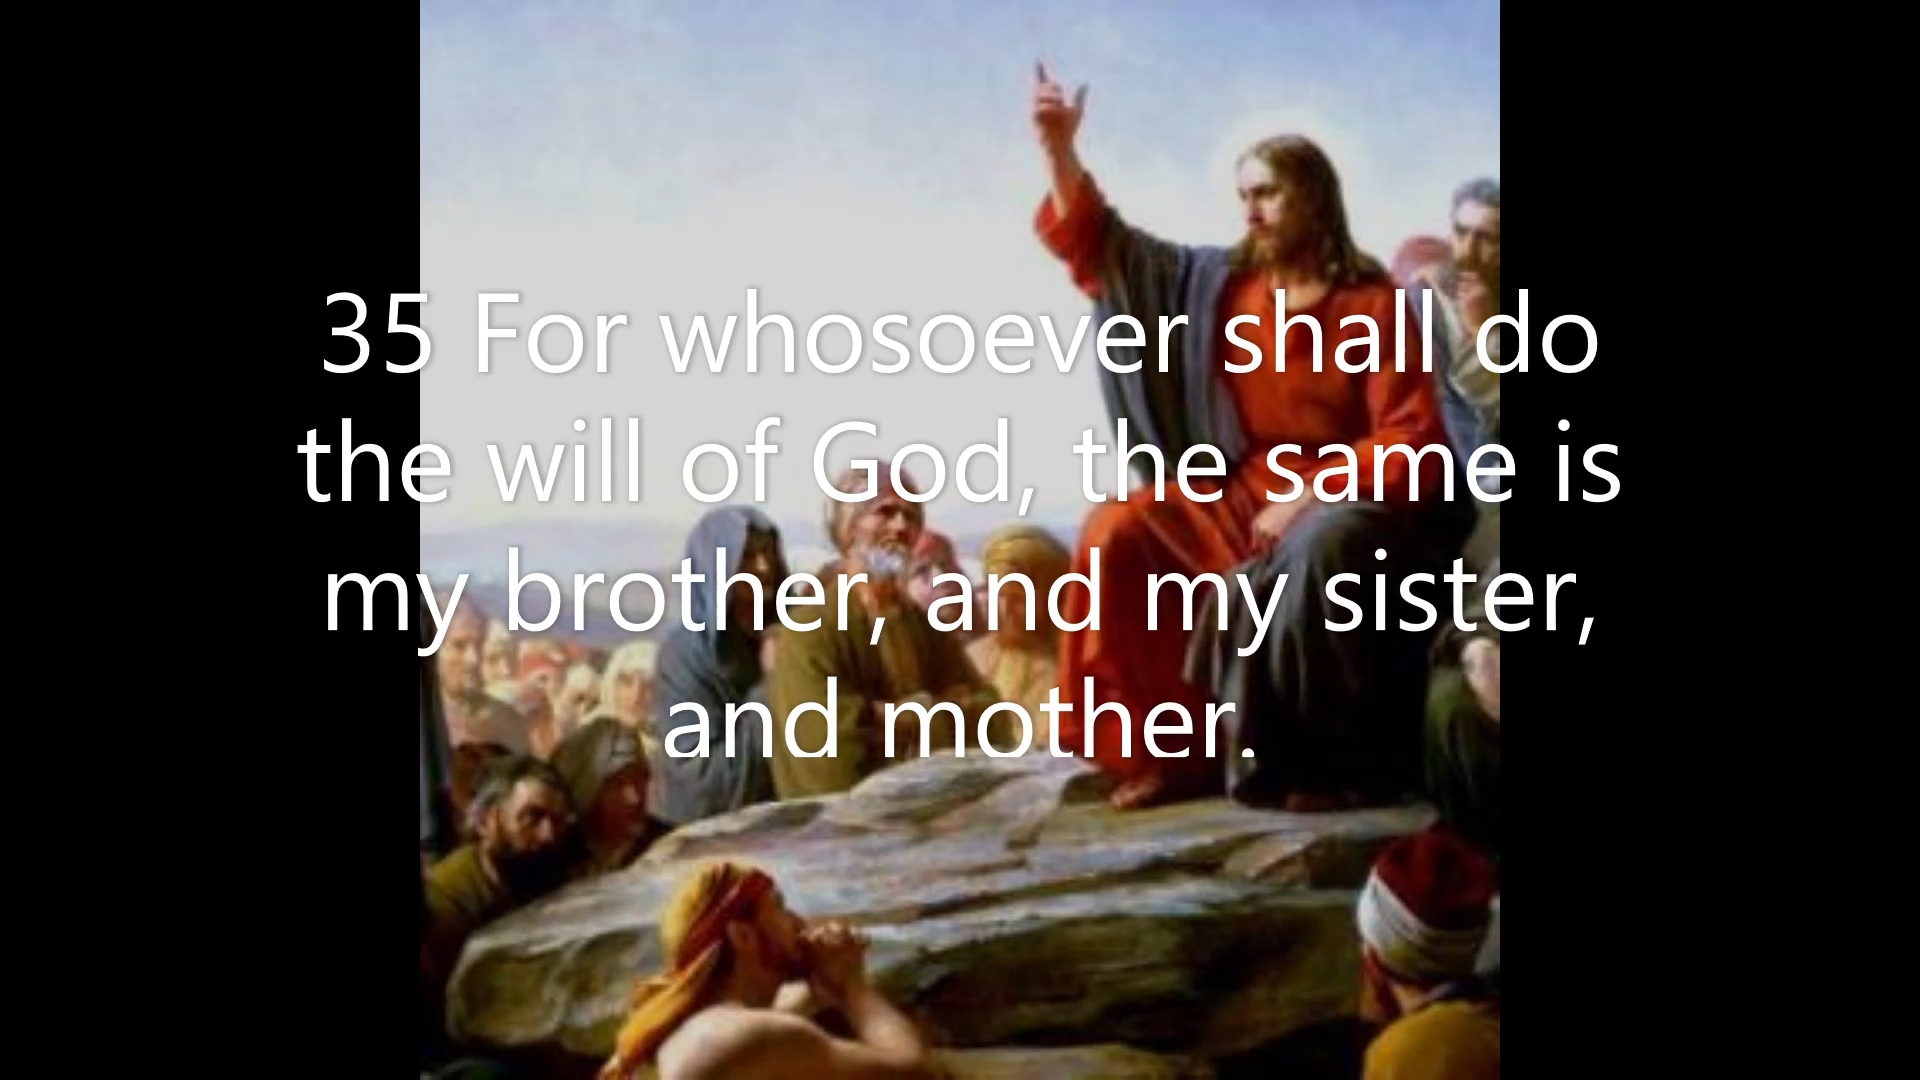 35 For whosoever shall do
the will of God, the same is
my brother, and my sister,
and mother.